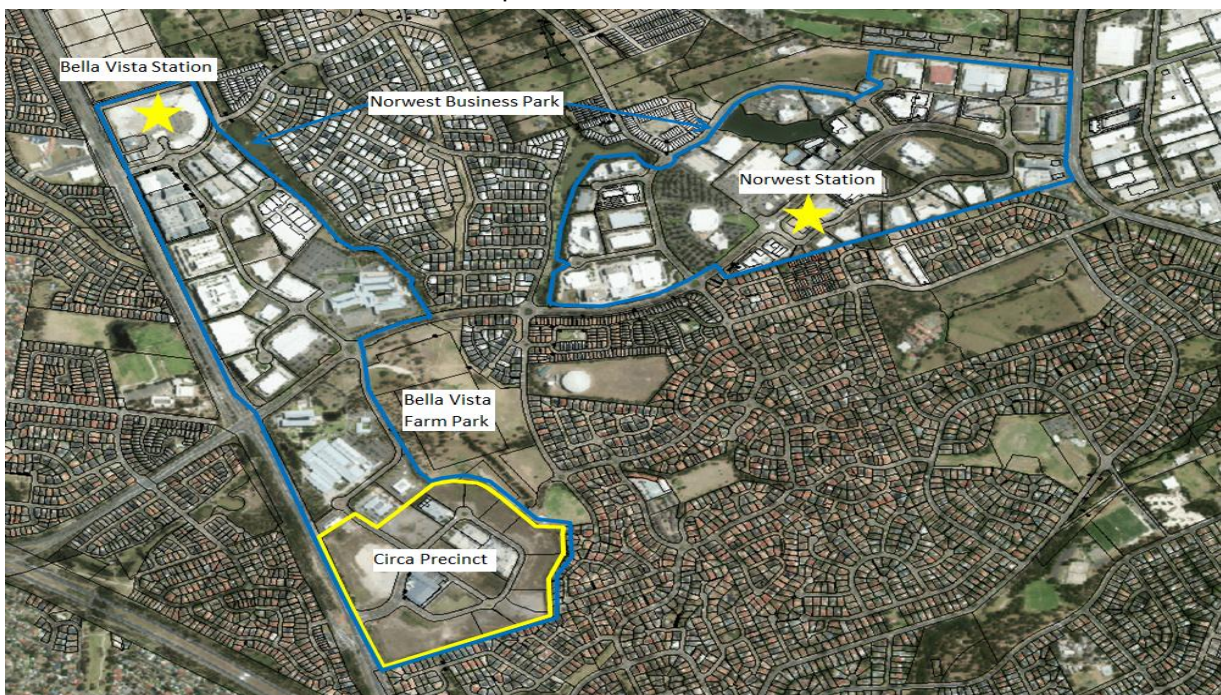 Bella Vista Station
Norwest Business Park
Norwest Station
Bella Vista
Farm Park
Circa Precinct